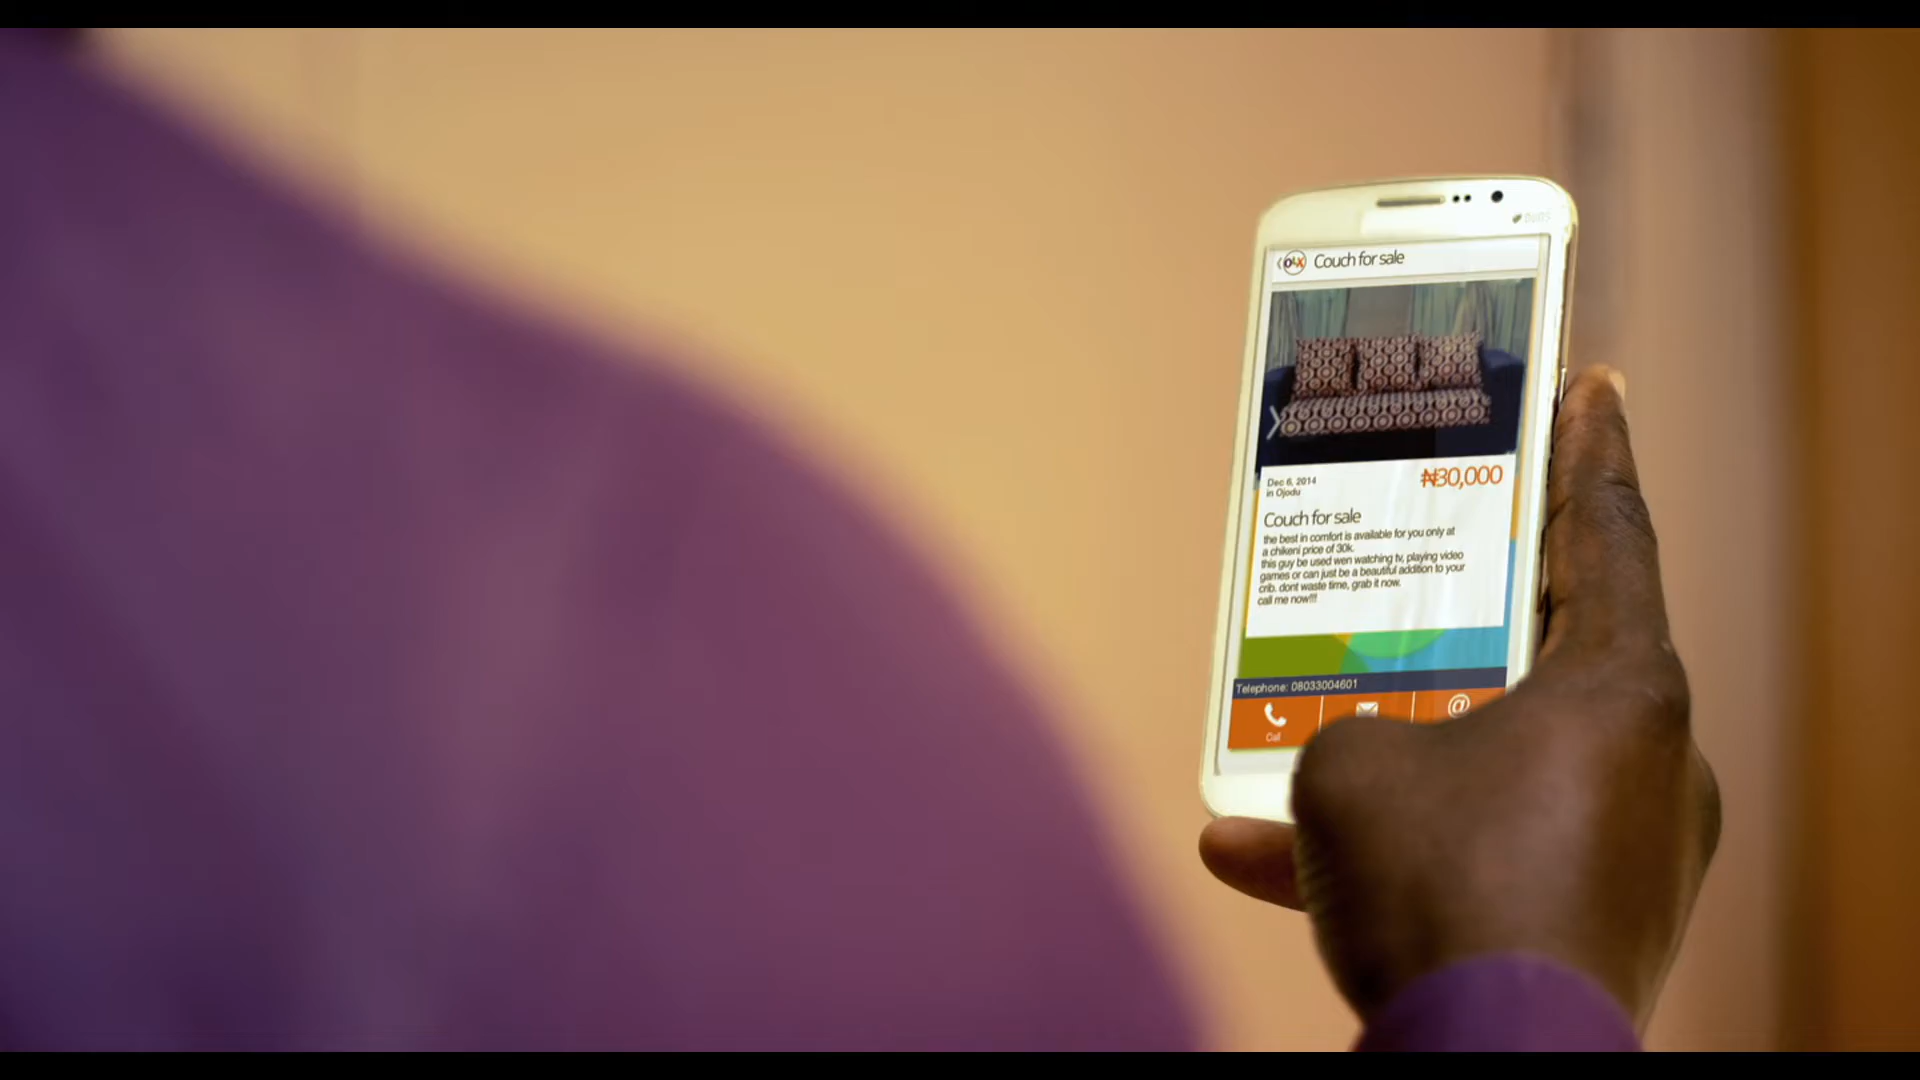 DUOS
OLX Couch for sale
₦30,000
Dec 6, 2014
in Ojodu
Couch for sale
the best in comfort is available for you only at
a chikeni price of 30k.
this guy be used wen watching tv, playing video
games or can just be a beautiful addition to your
crib. dont waste time, grab it now.
call me now!!!
Telephone: 08033004601
@
Call